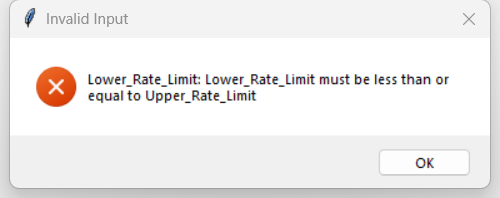 Invalid Input
Lower_Rate_Limit: Lower_Rate_Limit must be less than or
equal to Upper_Rate_Limit
OK